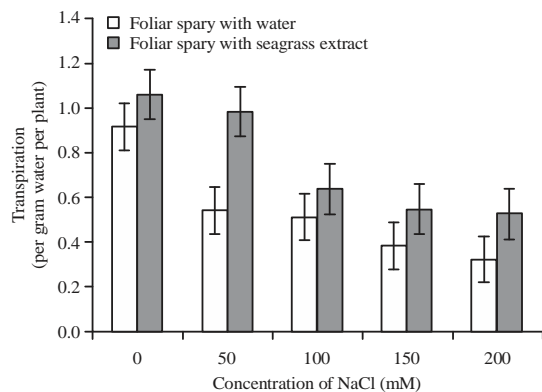 1.4
1.2
1.0
0.8
0.6
0.4
0.2
0.0
Transpiration
(per gram water per plant)
Foliar spary with water
Foliar spary with seagrass extract
0 50 100 150 200
Concentration of NaCl (mM)